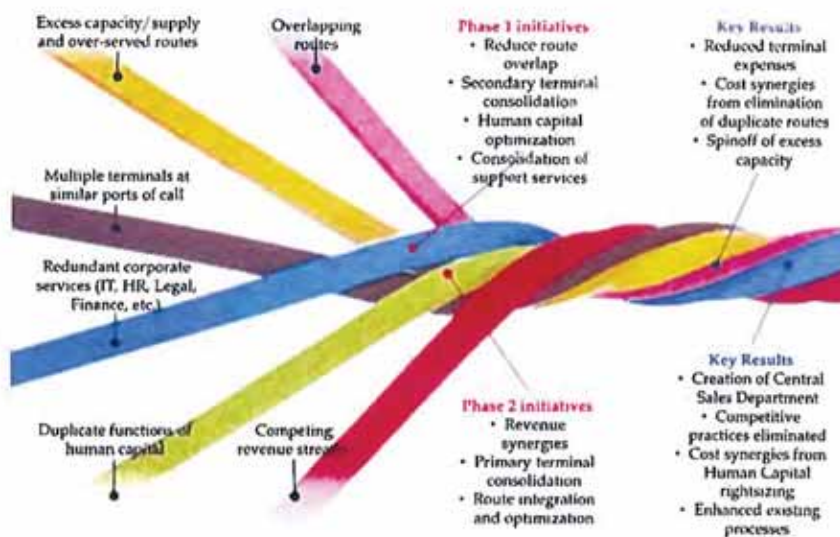 Excess capacity/supply
and over-served routes
Overlapping
routes
Phase 1 initiatives
• Reduce route
overlap
• Secondary terminal
consolidation
• Human capital
optimization
• Consolidation of
support services
Key Results
• Reduced terminal
expenses
• Cost synergies
from elimination
of duplicate routes
• Spinoff of excess
capacity
Multiple terminals at
similar ports of call
Redundant corporate
services (IT, HR, Legal,
Finance, etc.)
Duplicate functions of
human capital
Competing
revenue streams
Phase 2 initiatives
• Revenue
synergies
• Primary terminal
consolidation
• Route integration
and optimization
Key Results
• Creation of Central
Sales Department
• Competitive
practices eliminated
• Cost synergies from
Human Capital
rightsizing
• Enhanced existing
processes